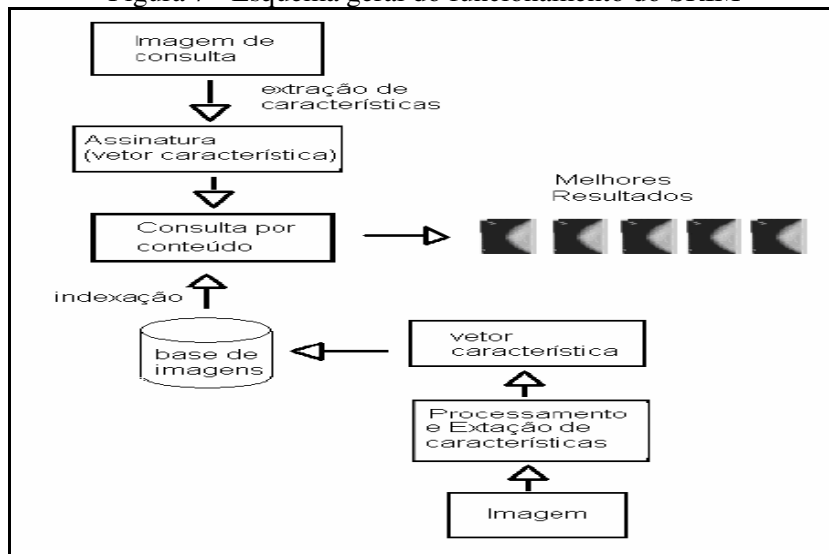 Imagem de
consulta
extração de
características
Assinatura
(vetor característica)
Consulta por
conteúdo
Melhores
Resultados
indexação
base de
imagens
vetor
característica
Processamento
e Extação de
características
Imagem